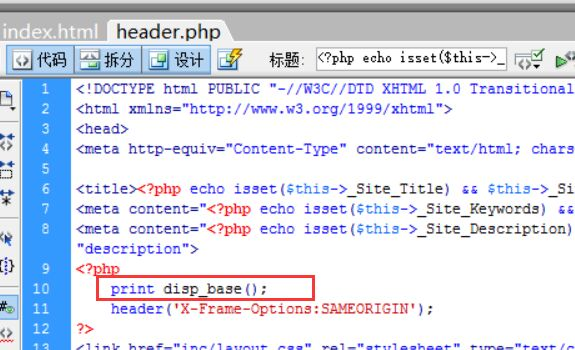 index.html header.php
代码 拆分 设计 标题: <?php echo isset($this->_
1 <!DOCTYPE html PUBLIC "-//W3C//DTD XHTML 1.0 Transitional
2 <html xmlns="http://www.w3.org/1999/xhtml">
3 <head>
4 <meta http-equiv="Content-Type" content="text/html; chars
5
6 <title><?php echo isset($this->_Site_Title) && $this->_Si
7 <meta content="<?php echo isset($this->_Site_Keywords) &&
8 <meta content="<?php echo isset($this->_Site_Description)
"description">
9 <?php
10 print disp_base();
11 header('X-Frame-Options:SAMEORIGIN');
12 ?>
13 <link href="inc/layout.css" rel="stylesheet" type="text/c